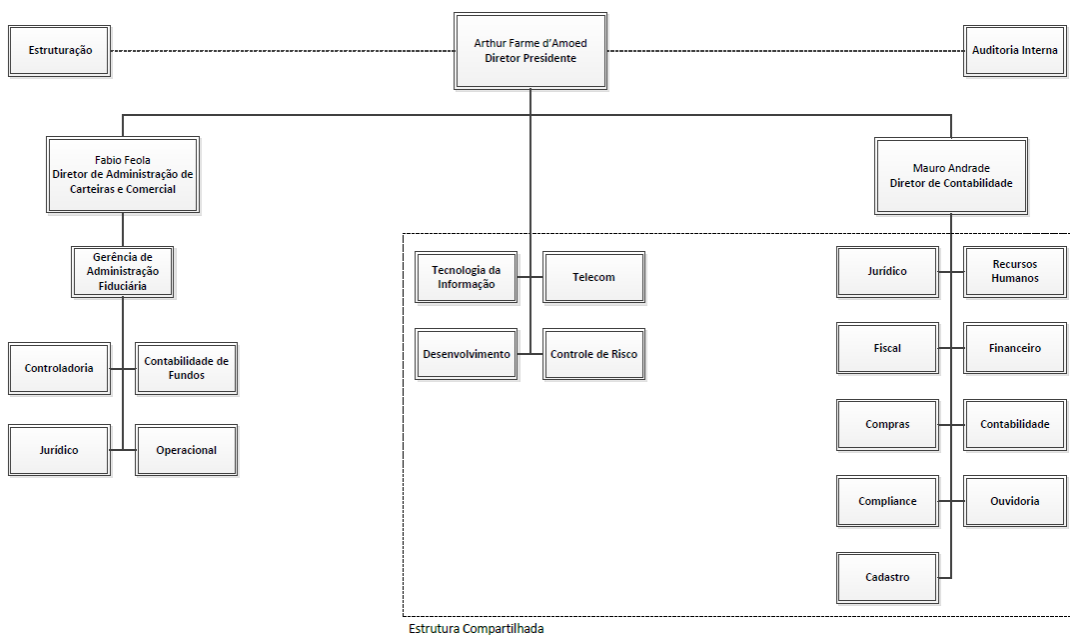 Estruturação
Arthur Farme d'Amoed
Diretor Presidente
Auditoria Interna
Fabio Feola
Diretor de Administração de
Carteiras e Comercial
Mauro Andrade
Diretor de Contabilidade
Gerência de
Administração
Fiduciária
Controladoria
Contabilidade de
Fundos
Jurídico
Operacional
Tecnologia da
Informação
Telecom
Desenvolvimento
Controle de Risco
Jurídico
Recursos
Humanos
Fiscal
Financeiro
Compras
Contabilidade
Compliance
Ouvidoria
Cadastro
Estrutura Compartilhada